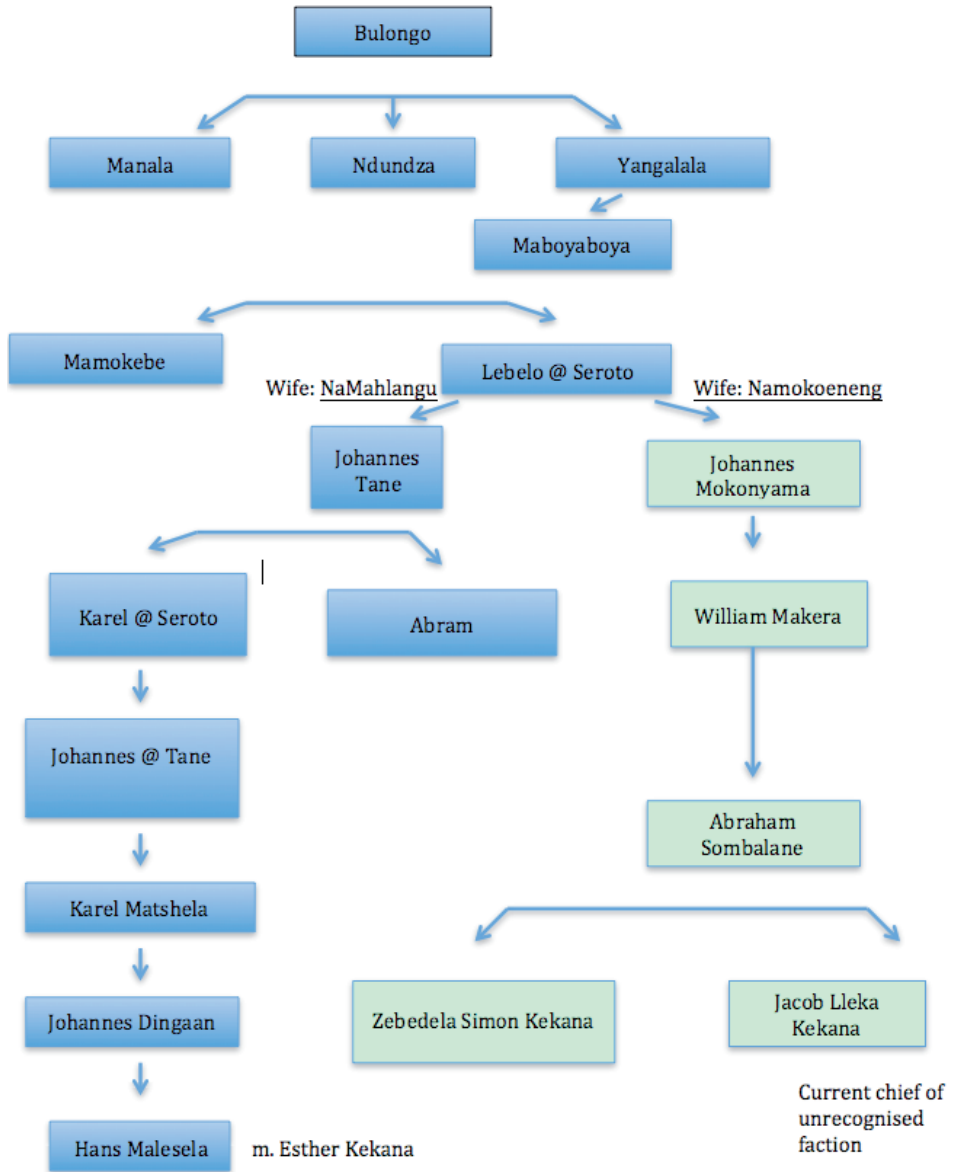 Bulongo
Manala
Ndundza
Yangalala
Maboyaboya
Mamokebe
Lebelo @ Seroto
Wife: NaMahlangu
Wife: Namokoeneng
Johannes
Tane
Johannes
Mokonyama
Karel @ Seroto
Abram
William Makera
Johannes @ Tane
Abraham
Sombalane
Karel Matshela
Johannes Dingaan
Zebedela Simon Kekana
Jacob Lleka
Kekana
Current chief of
unrecognised
faction
Hans Malesela
m. Esther Kekana